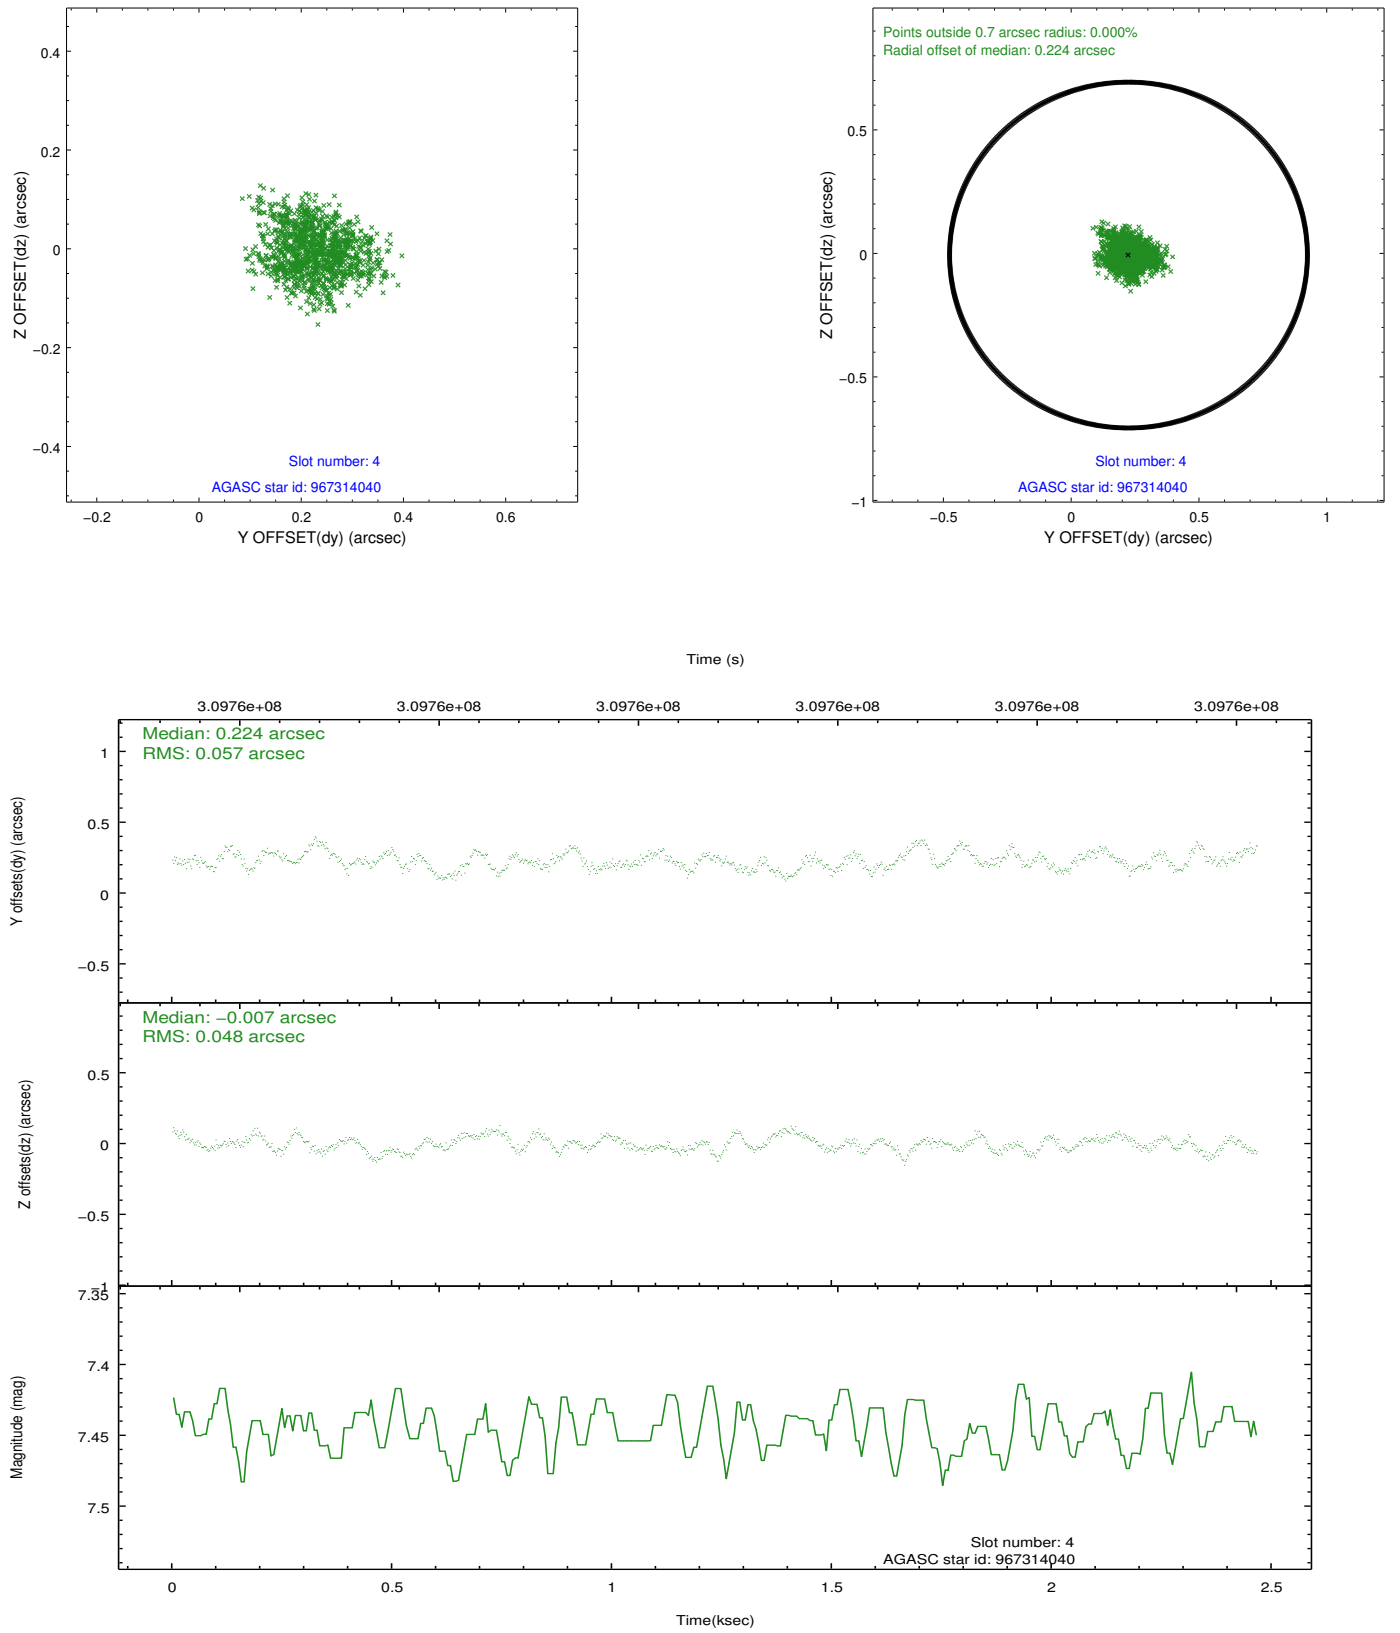 0.4
0.2
0
−0.2
−0.4
Z OFFSET(dz) (arcsec)
Slot number: 4
AGASC star id: 967314040
−0.2 0 0.2 0.4 0.6
Y OFFSET(dy) (arcsec)
Points outside 0.7 arcsec radius: 0.000%
Radial offset of median: 0.224 arcsec
0.5
0
−0.5
−1
Z OFFSET(dz) (arcsec)
Slot number: 4
AGASC star id: 967314040
−0.5 0 0.5 1
Y OFFSET(dy) (arcsec)
Time (s)
3.0976e+08 3.0976e+08 3.0976e+08 3.0976e+08 3.0976e+08 3.0976e+08
Median: 0.224 arcsec
RMS: 0.057 arcsec
1
0.5
0
−0.5
Y offsets(dy) (arcsec)
Median: −0.007 arcsec
RMS: 0.048 arcsec
0.5
0
−0.5
−1
Z offsets(dz) (arcsec)
7.35
7.4
7.45
7.5
Magnitude (mag)
Slot number: 4
AGASC star id: 967314040
0 0.5 1 1.5 2 2.5
Time(ksec)